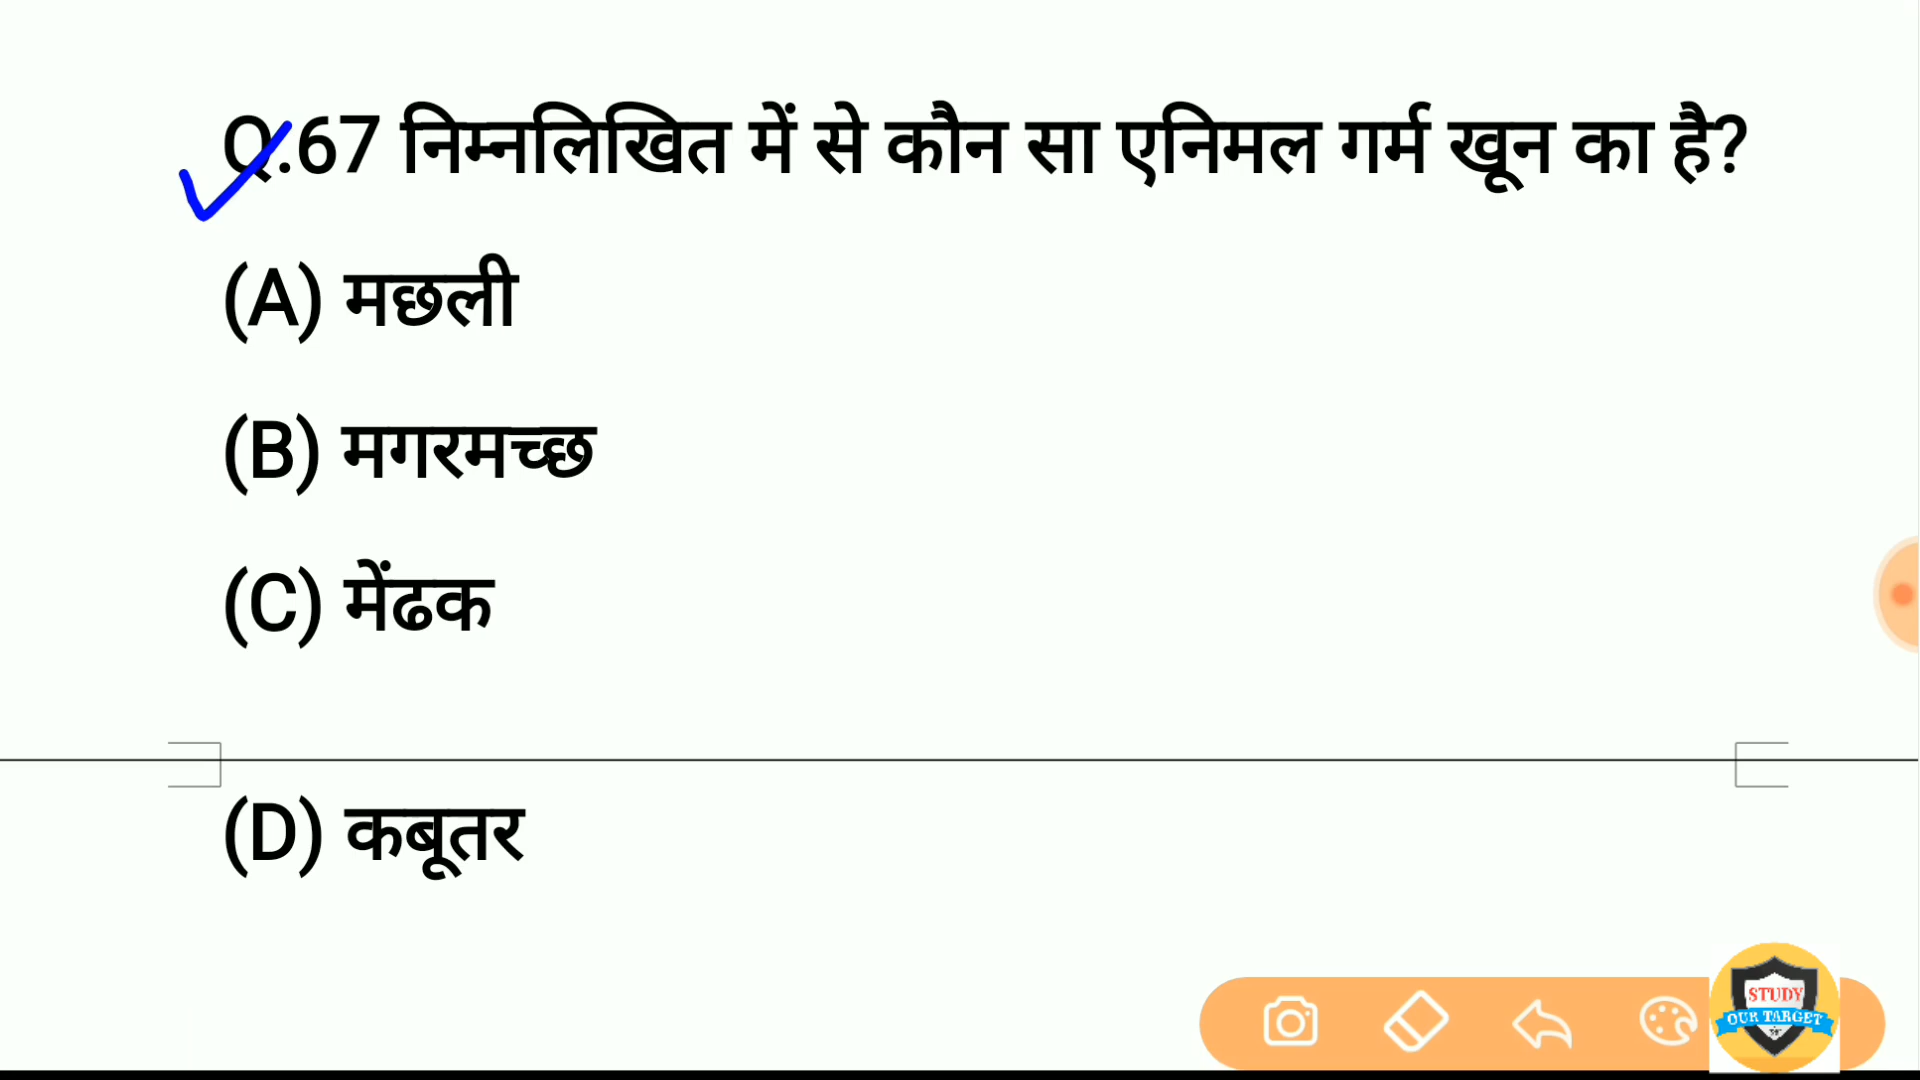 Q.67 निम्नलिखित में से कौन सा एनिमल गर्म खून का है?
(A) मछली
(B) मगरमच्छ
(C) मेंढक
(D) कबूतर
STUDY
OUR TARGET